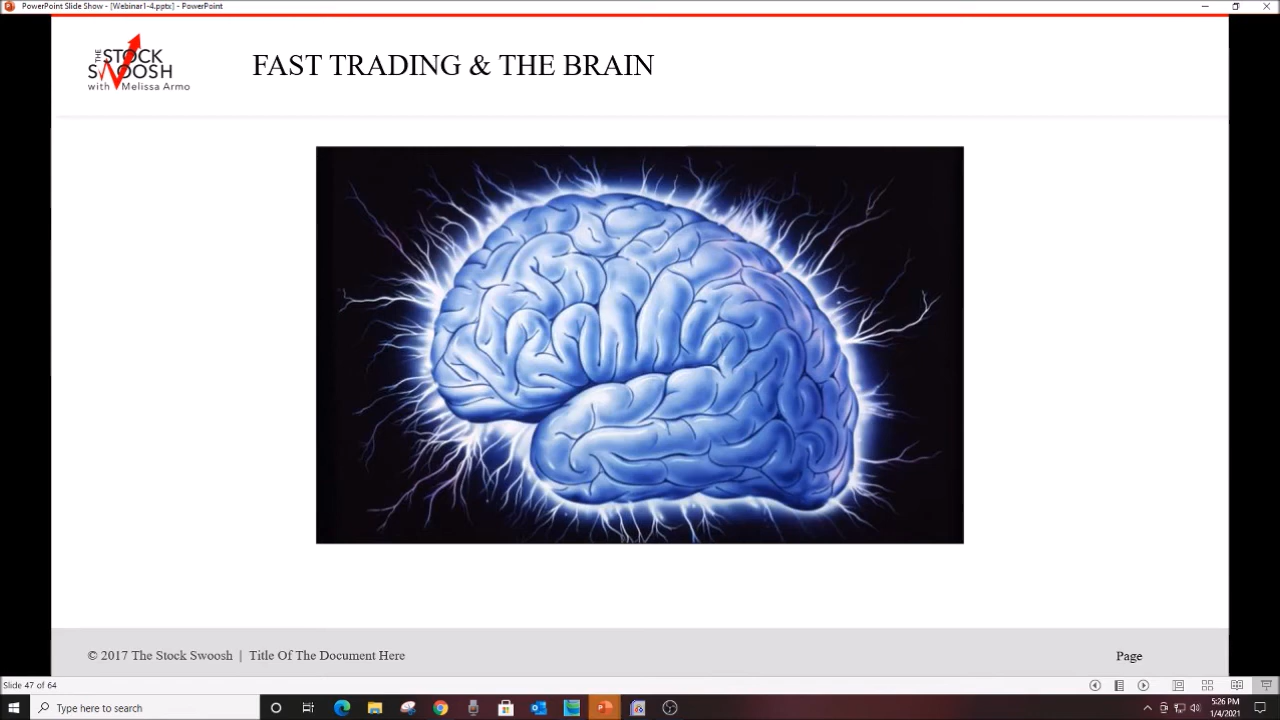 PowerPoint Slide Show - [Webinar1-4.pptx] - PowerPoint
THE STOCK
SWOOSH
with Melissa Armo
FAST TRADING & THE BRAIN
© 2017 The Stock Swoosh | Title Of The Document Here
Page
Slide 47 of 64
Type here to search
5:26 PM
1/4/2021